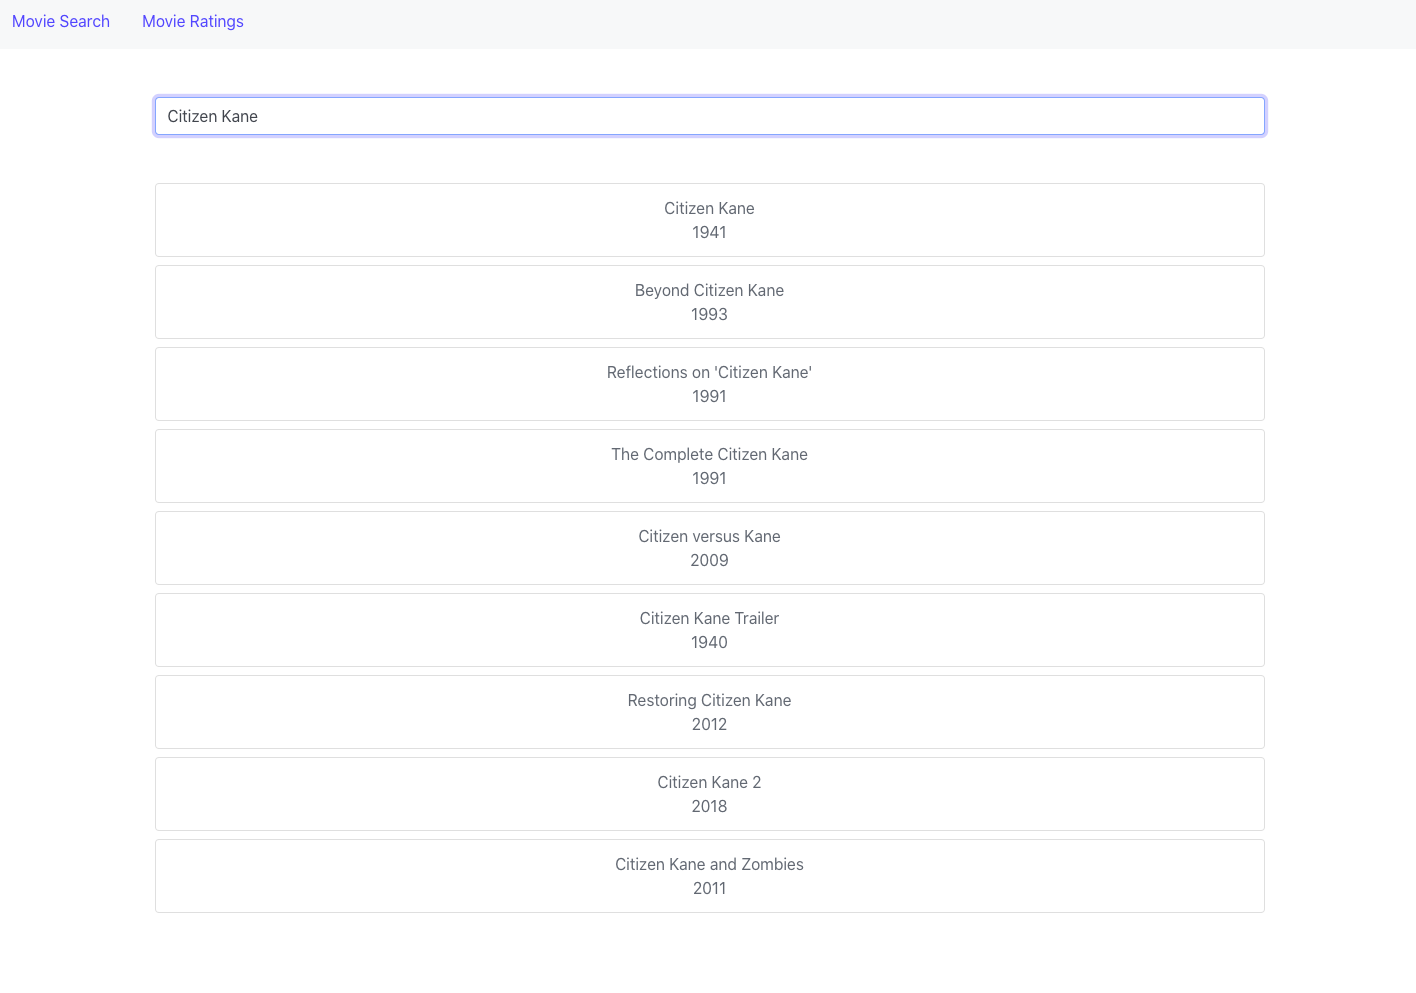 Movie Search Movie Ratings
Citizen Kane
Citizen Kane
1941
Beyond Citizen Kane
1993
Reflections on 'Citizen Kane'
1991
The Complete Citizen Kane
1991
Citizen versus Kane
2009
Citizen Kane Trailer
1940
Restoring Citizen Kane
2012
Citizen Kane 2
2018
Citizen Kane and Zombies
2011